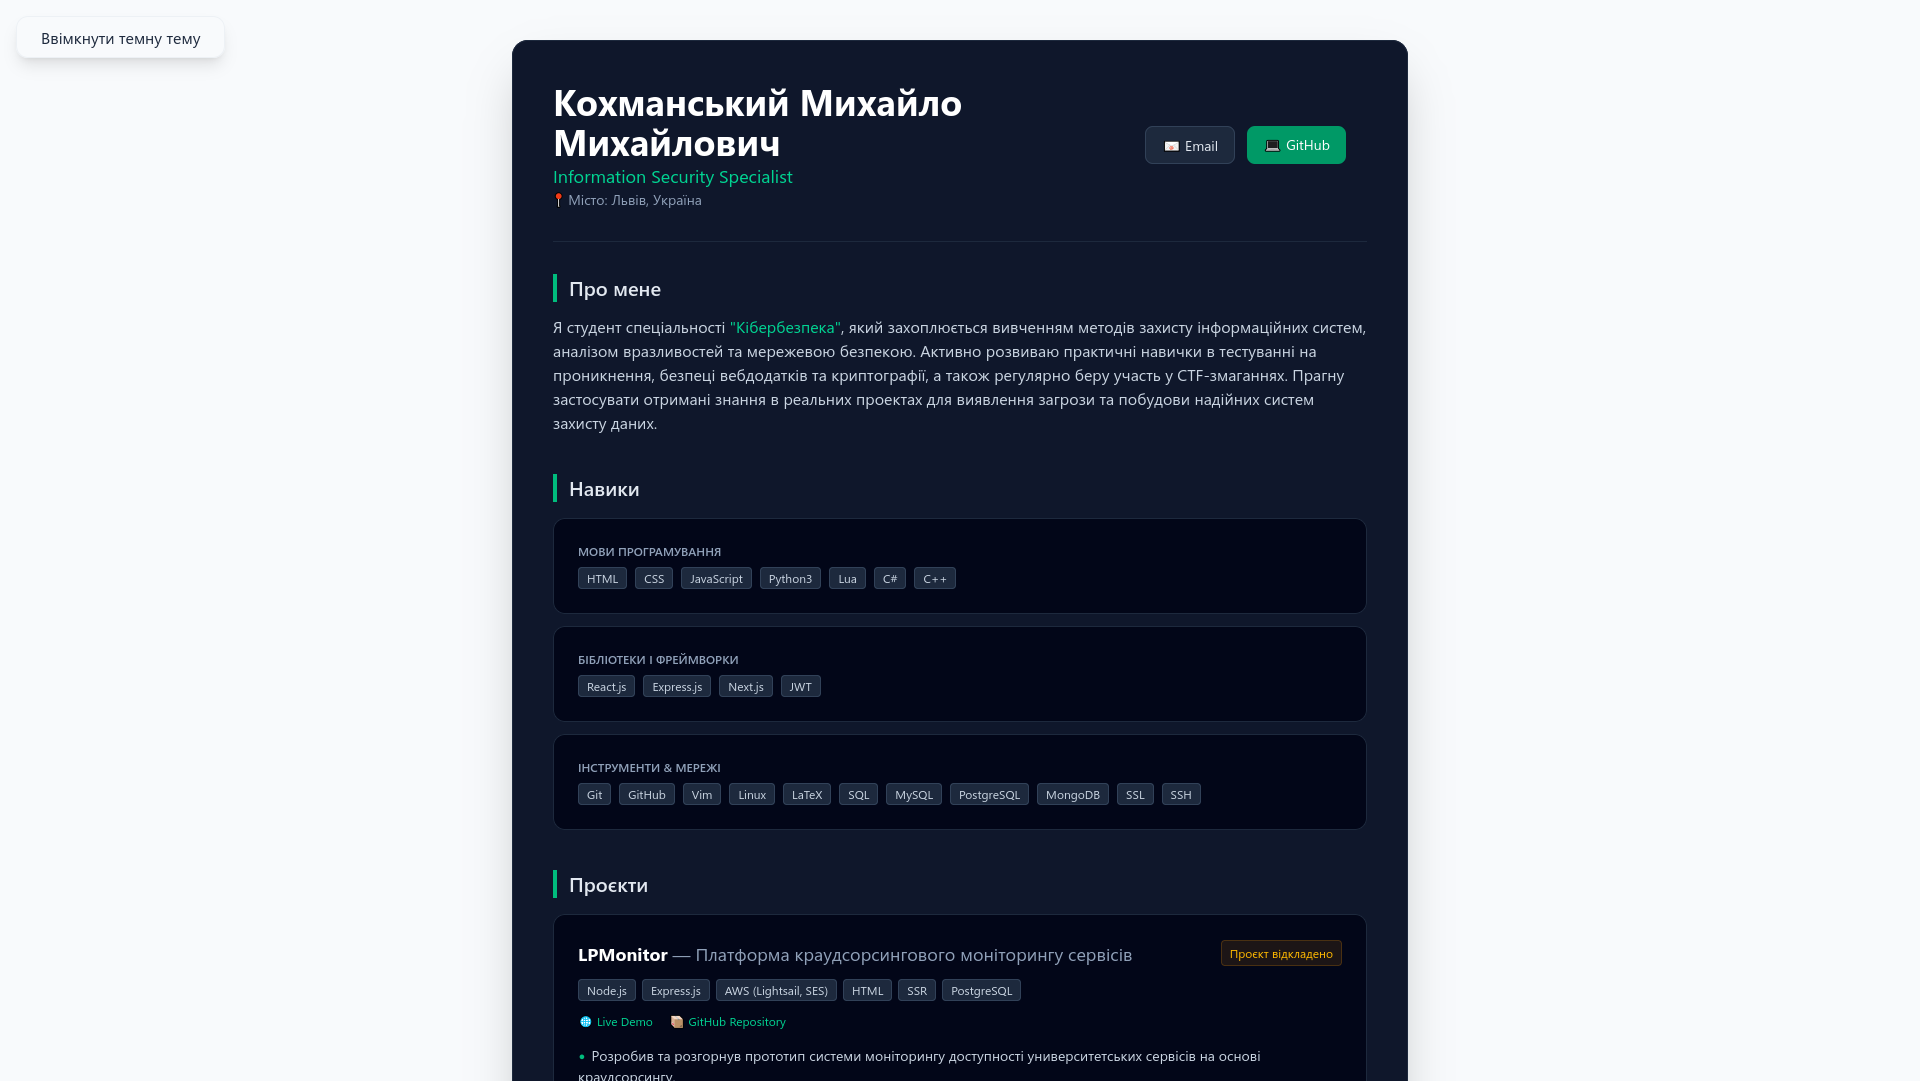 Ввімкнути темну тему
Кохманський Михайло
Михайлович
Information Security Specialist
📍 Місто: Львів, Україна
📧 Email
💻 GitHub
Про мене
Я студент спеціальності "Кібербезпека", який захоплюється вивченням методів захисту інформаційних систем,
аналізом вразливостей та мережевою безпекою. Активно розвиваю практичні навички в тестуванні на
проникнення, безпеці вебдодатків та криптографії, а також регулярно беру участь у CTF-змаганнях. Прагну
застосувати отримані знання в реальних проектах для виявлення загрози та побудови надійних систем
захисту даних.
Навики
МОВИ ПРОГРАМУВАННЯ
HTML CSS JavaScript Python3 Lua C# C++
БІБЛІОТЕКИ І ФРЕЙМВОРКИ
React.js Express.js Next.js JWT
ІНСТРУМЕНТИ & МЕРЕЖІ
Git GitHub Vim Linux LaTeX SQL MySQL PostgreSQL MongoDB SSL SSH
Проєкти
LPMonitor — Платформа краудсорсингового моніторингу сервісів
Проєкт відкладено
Node.js Express.js AWS (Lightsail, SES) HTML SSR PostgreSQL
🌐 Live Demo 📦 GitHub Repository
• Розробив та розгорнув прототип системи моніторингу доступності университетських сервісів на основі
краудсорсингу.